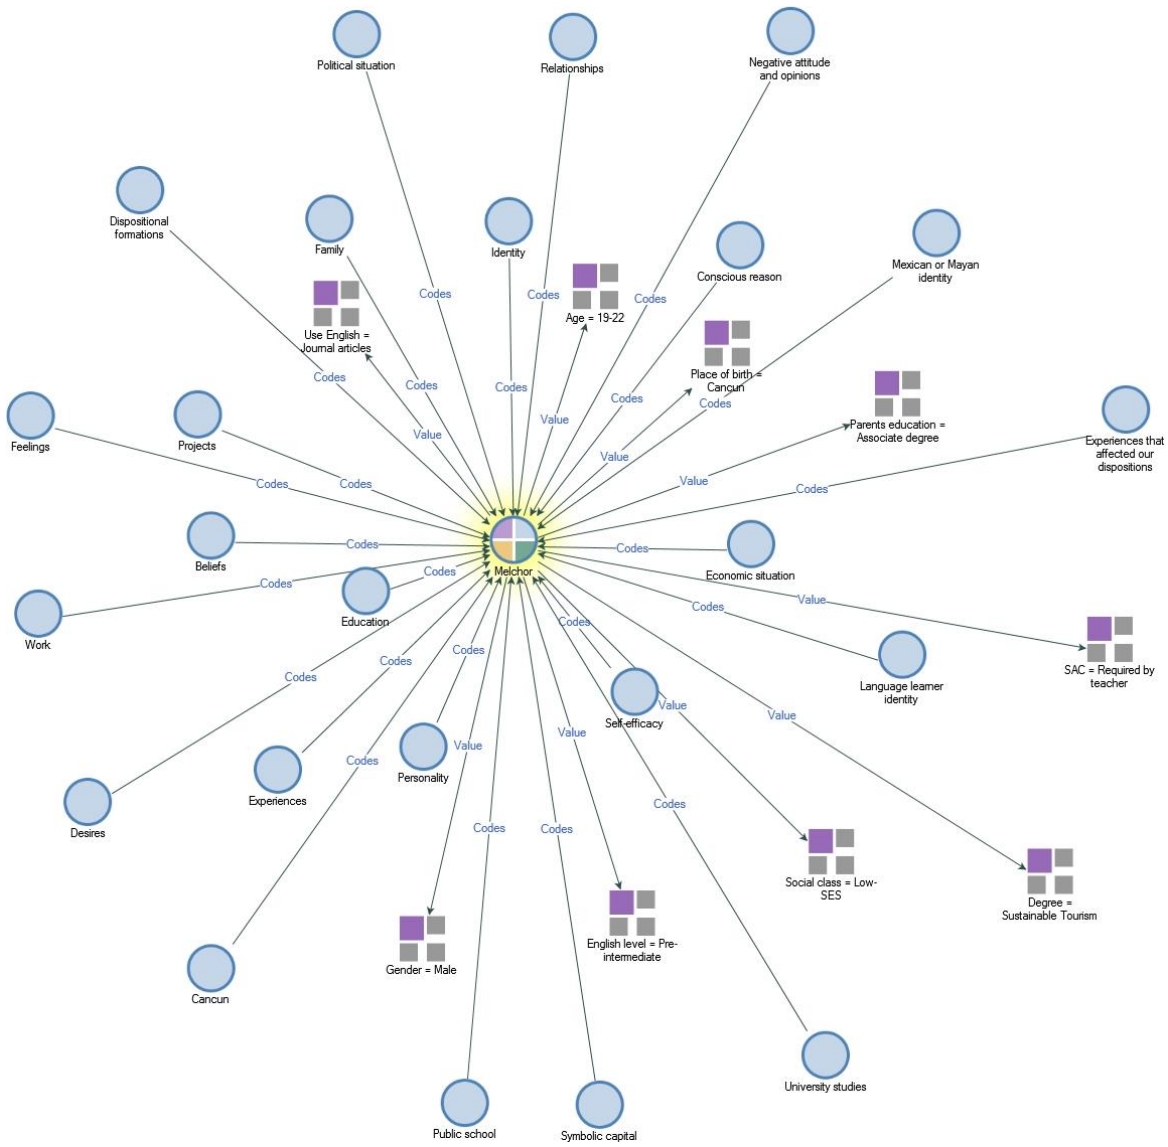 Political situation
Relationships
Negative attitude
and opinions
Dispositional
formations
Family
Identity
Conscious reason
Mexican or Mayan
identity
Codes
Codes
Codes
Use English =
Journal articles
Age = 19-22
Place of birth =
Cancun
Codes
Codes
Codes
Codes
Codes
Value
Value
Parents education =
Associate degree
Feelings
Projects
Experiences that
affected our
dispositions
Value
Codes
Codes
Value
Codes
Beliefs
Codes
Melchor
Codes
Economic situation
Work
Codes
Education
Codes
Codes
Value
Codes
SAC = Required by
teacher
Language learner
identity
Codes
Codes
Codes
Self-efficacy
Value
Value
Desires
Experiences
Codes
Personality
Value
Value
Codes
Codes
Codes
Social class = Low-
SES
Degree =
Sustainable Tourism
Cancun
Gender = Male
English level = Pre-
intermediate
University studies
Public school
Symbolic capital